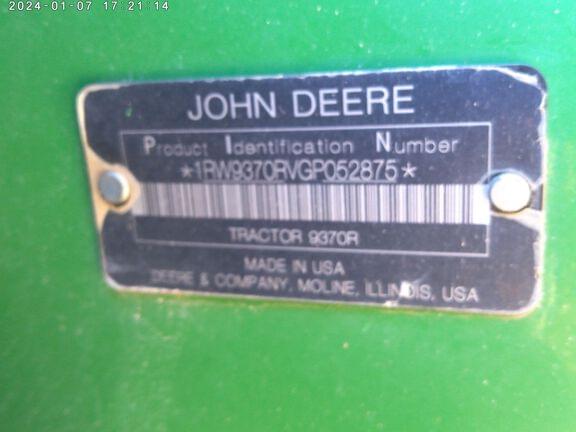 2024-01-07 17:21:14
JOHN DEERE
Product Identification Number
*1RW9370RVGP052875*
TRACTOR 9370R
MADE IN USA
DEERE & COMPANY, MOLINE, ILLINOIS, USA